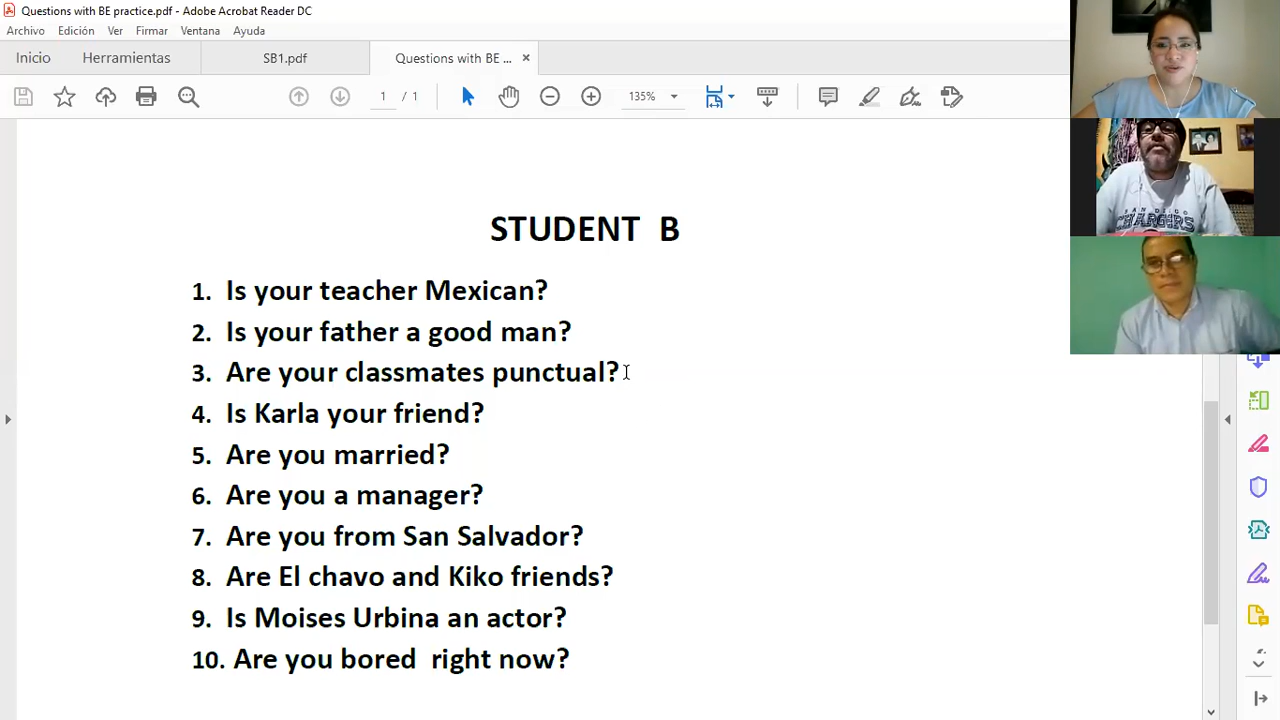 Questions with BE practice.pdf - Adobe Acrobat Reader DC
Archivo Edición Ver Firmar Ventana Ayuda
Inicio Herramientas SB1.pdf Questions with BE ... ×
1 / 1 135%
STUDENT B
1. Is your teacher Mexican?
2. Is your father a good man?
3. Are your classmates punctual?
4. Is Karla your friend?
5. Are you married?
6. Are you a manager?
7. Are you from San Salvador?
8. Are El chavo and Kiko friends?
9. Is Moises Urbina an actor?
10. Are you bored right now?
SAN DIEGO
CHARGERS